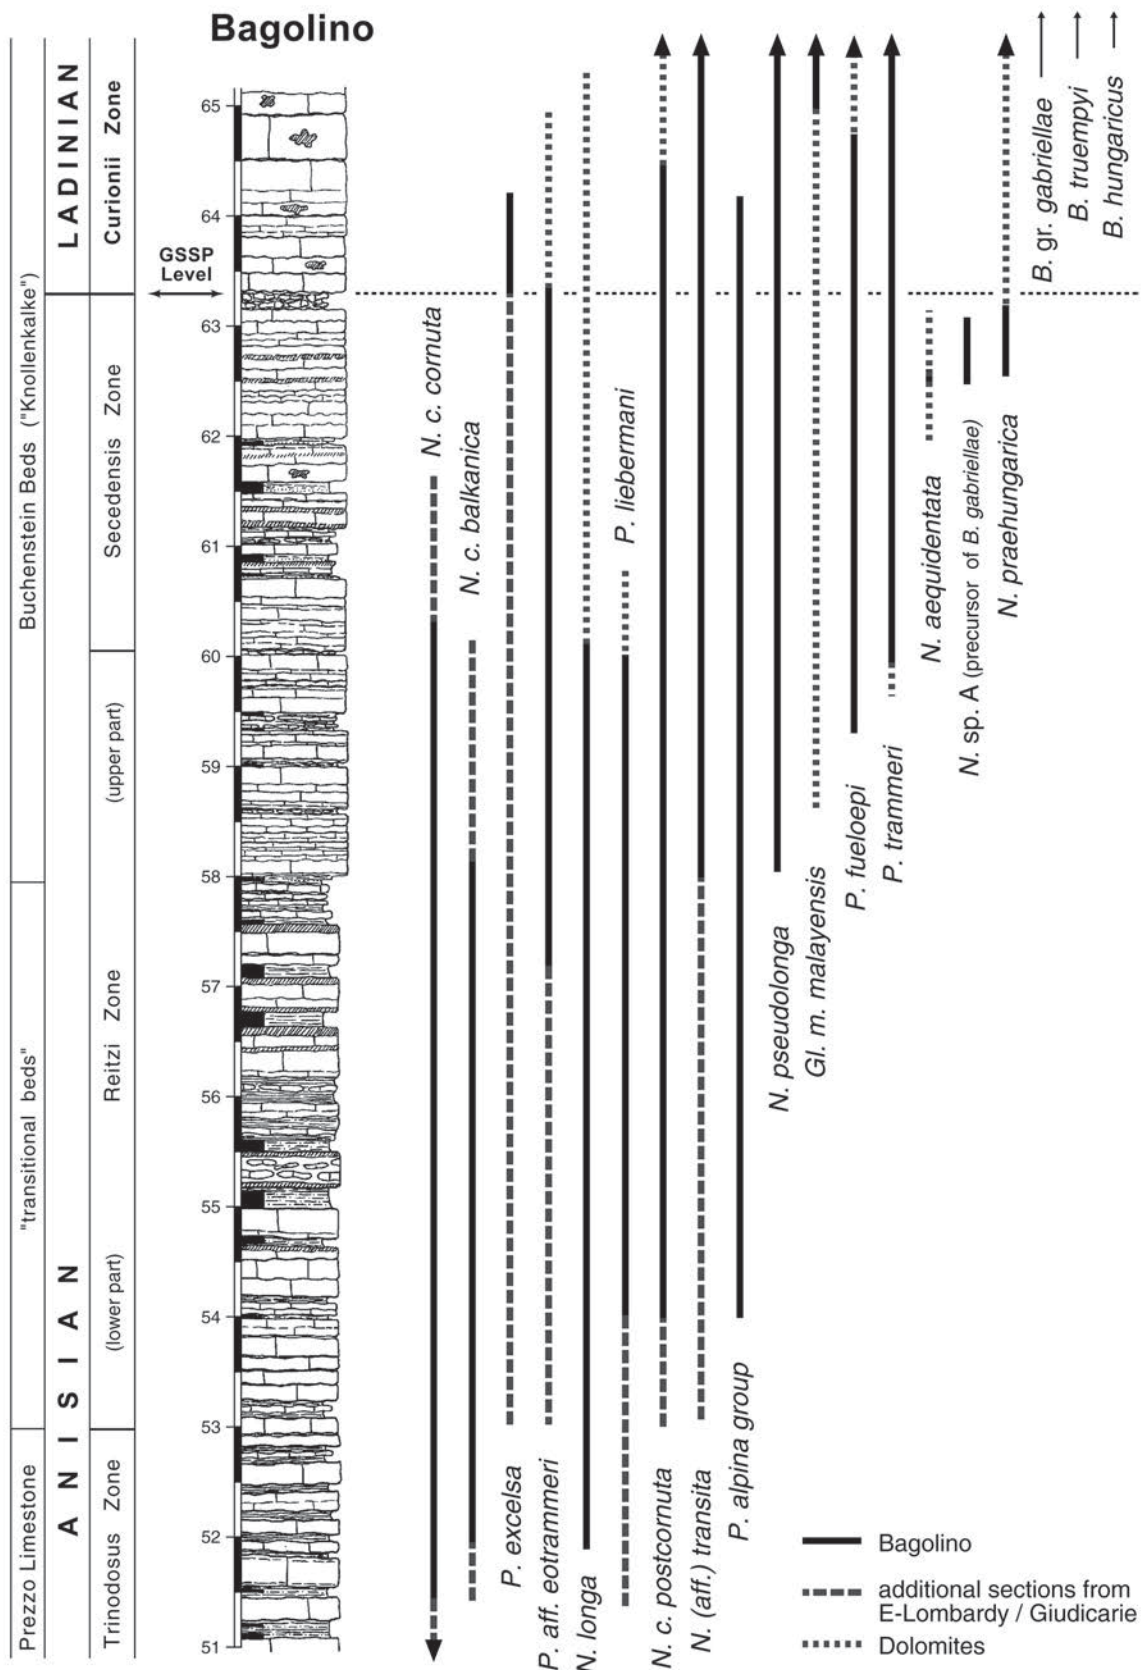 Bagolino
LADINIAN
Curionii Zone
GSSP
Level
Buchenstein Beds ("Knollenkalke")
Secedensis Zone
(upper part)
Reitzi Zone
"transitional beds"
(lower part)
ANISIAN
Prezzo Limestone
Trinodosus Zone
65
64
63
62
61
60
59
58
57
56
55
54
53
52
51
N. c. cornuta
N. c. balkanica
P. excelsa
P. aff. eotrammeri
N. longa
P. liebermani
N. c. postcornuta
N. (aff.) transita
P. alpina group
N. pseudolonga
Gl. m. malayensis
P. fueloepi
P. trammeri
N. aequidentata
N. sp. A (precursor of B. gabriellae)
N. praehungarica
B. gr. gabriellae
B. truempyi
B. hungaricus
Bagolino
additional sections from
E-Lombardy / Giudicarie
Dolomites